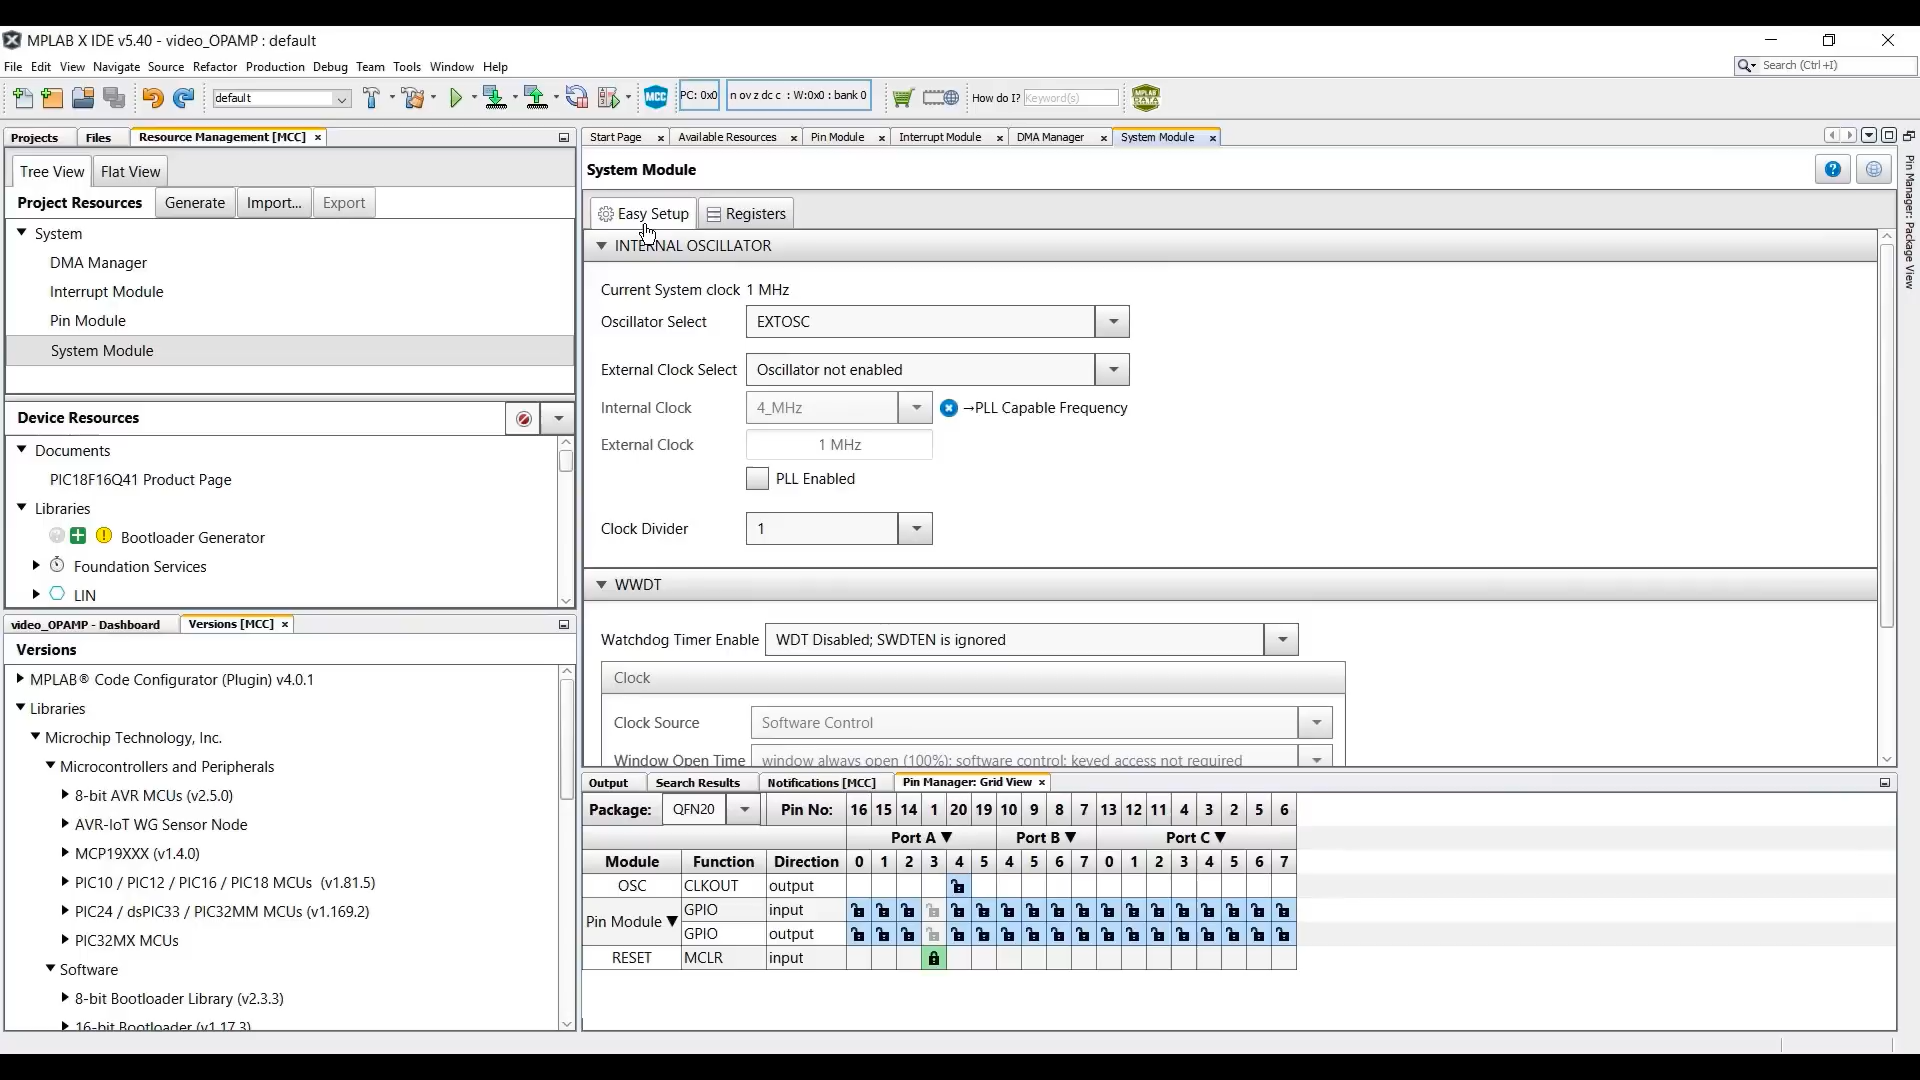 MPLAB X IDE v5.40 - video_OPAMP : default
File Edit View Navigate Source Refactor Production Debug Team Tools Window Help
Search (Ctrl+I)
default
MCC
PC: 0x0
n ov z dc c : W:0x0 : bank 0
How do I? Keyword(s)
MPLAB DATA
Projects Files Resource Management [MCC] ×
Tree View Flat View
Project Resources Generate Import... Export
System
DMA Manager
Interrupt Module
Pin Module
System Module
Device Resources
Documents
PIC18F16Q41 Product Page
Libraries
Bootloader Generator
Foundation Services
LIN
video_OPAMP - Dashboard Versions [MCC] ×
Versions
MPLAB® Code Configurator (Plugin) v4.0.1
Libraries
Microchip Technology, Inc.
Microcontrollers and Peripherals
8-bit AVR MCUs (v2.5.0)
AVR-IoT WG Sensor Node
MCP19XXX (v1.4.0)
PIC10 / PIC12 / PIC16 / PIC18 MCUs (v1.81.5)
PIC24 / dsPIC33 / PIC32MM MCUs (v1.169.2)
PIC32MX MCUs
Software
8-bit Bootloader Library (v2.3.3)
16-bit Bootloader (v1.17.3)
Start Page × Available Resources × Pin Module × Interrupt Module × DMA Manager × System Module ×
System Module
Easy Setup Registers
INTERNAL OSCILLATOR
Current System clock 1 MHz
Oscillator Select EXTOSC
External Clock Select Oscillator not enabled
Internal Clock 4_MHz →PLL Capable Frequency
External Clock 1 MHz
PLL Enabled
Clock Divider 1
WWDT
Watchdog Timer Enable WDT Disabled; SWDTEN is ignored
Clock
Clock Source Software Control
Window Open Time window always open (100%); software control; keyed access not required
Output Search Results Notifications [MCC] Pin Manager: Grid View ×
Package: QFN20 Pin No: 16 15 14 1 20 19 10 9 8 7 13 12 11 4 3 2 5 6
Port A ▼ Port B ▼ Port C ▼
Module Function Direction 0 1 2 3 4 5 4 5 6 7 0 1 2 3 4 5 6 7
OSC CLKOUT output
Pin Module ▼ GPIO input
GPIO output
RESET MCLR input
Pin Manager: Package View